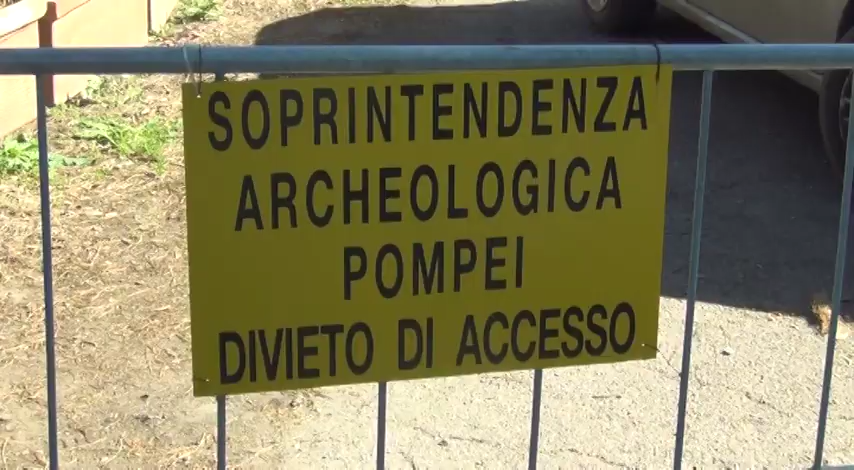 SOPRINTENDENZA
ARCHEOLOGICA
POMPEI
DIVIETO DI ACCESSO